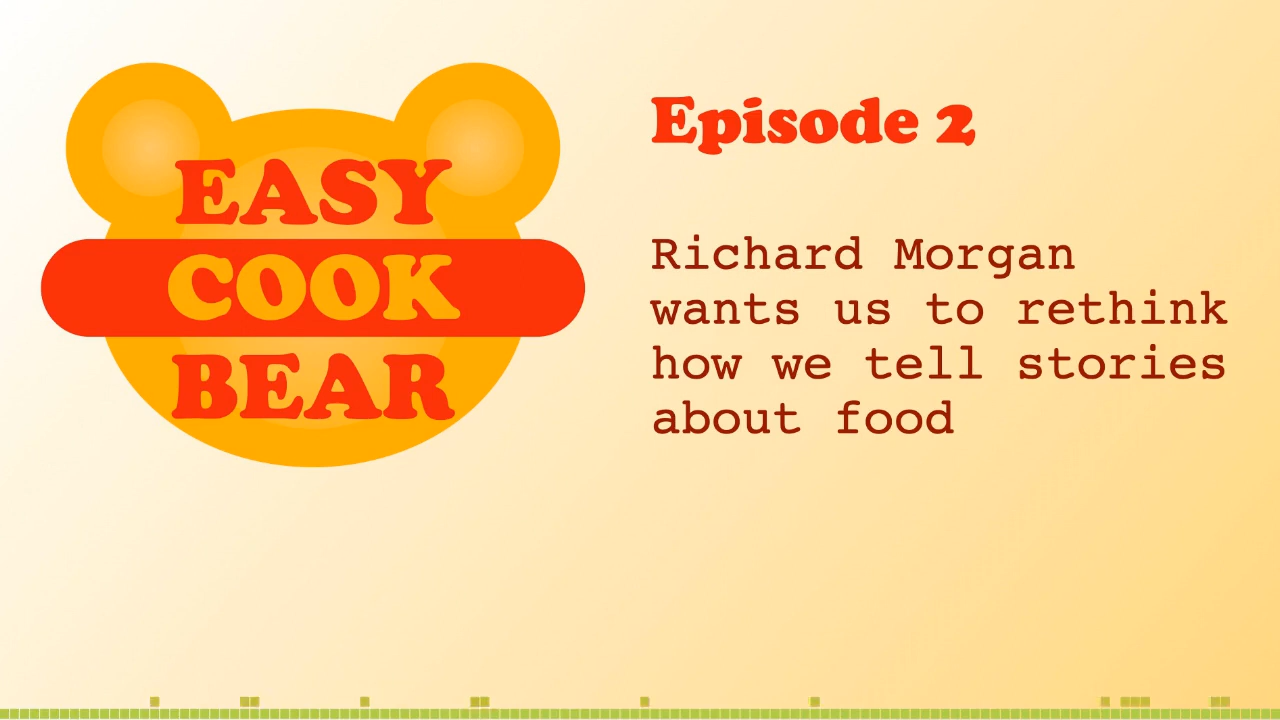 EASY
COOK
BEAR
Episode 2
Richard Morgan
wants us to rethink
how we tell stories
about food